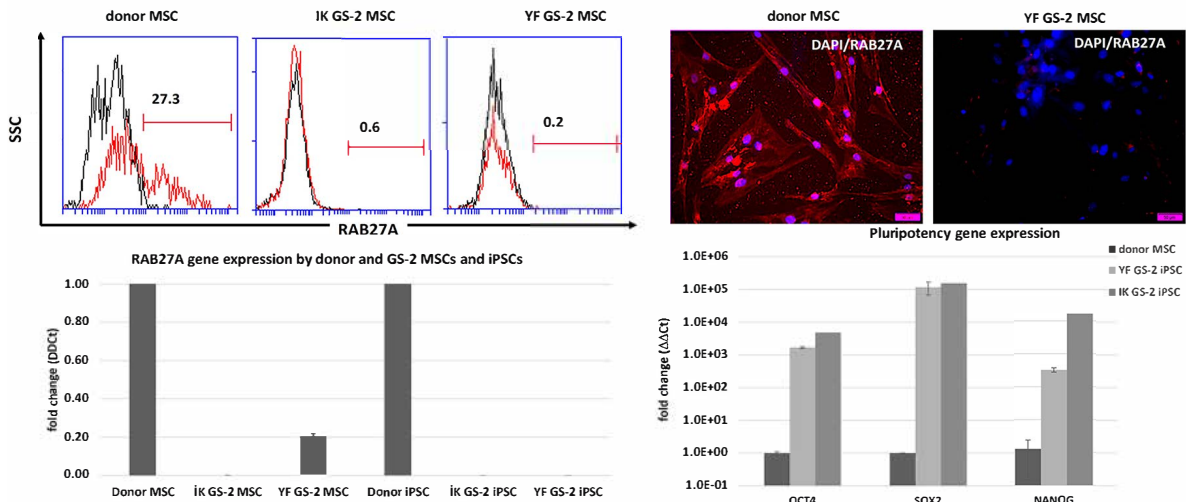 donor MSC
IK GS-2 MSC
YF GS-2 MSC
27.3
0.6
0.2
SSC
RAB27A
donor MSC
YF GS-2 MSC
DAPI/RAB27A
DAPI/RAB27A
RAB27A gene expression by donor and GS-2 MSCs and iPSCs
fold change (DDCt)
1.00
0.80
0.60
0.40
0.20
0.00
Donor MSC
İK GS-2 MSC
YF GS-2 MSC
Donor iPSC
İK GS-2 iPSC
YF GS-2 iPSC
Pluripotency gene expression
donor MSC
YF GS-2 iPSC
IK GS-2 iPSC
fold change (ΔΔCt)
1.0E+06
1.0E+05
1.0E+04
1.0E+03
1.0E+02
1.0E+01
1.0E+00
1.0E-01
OCT4
SOX2
NANOG